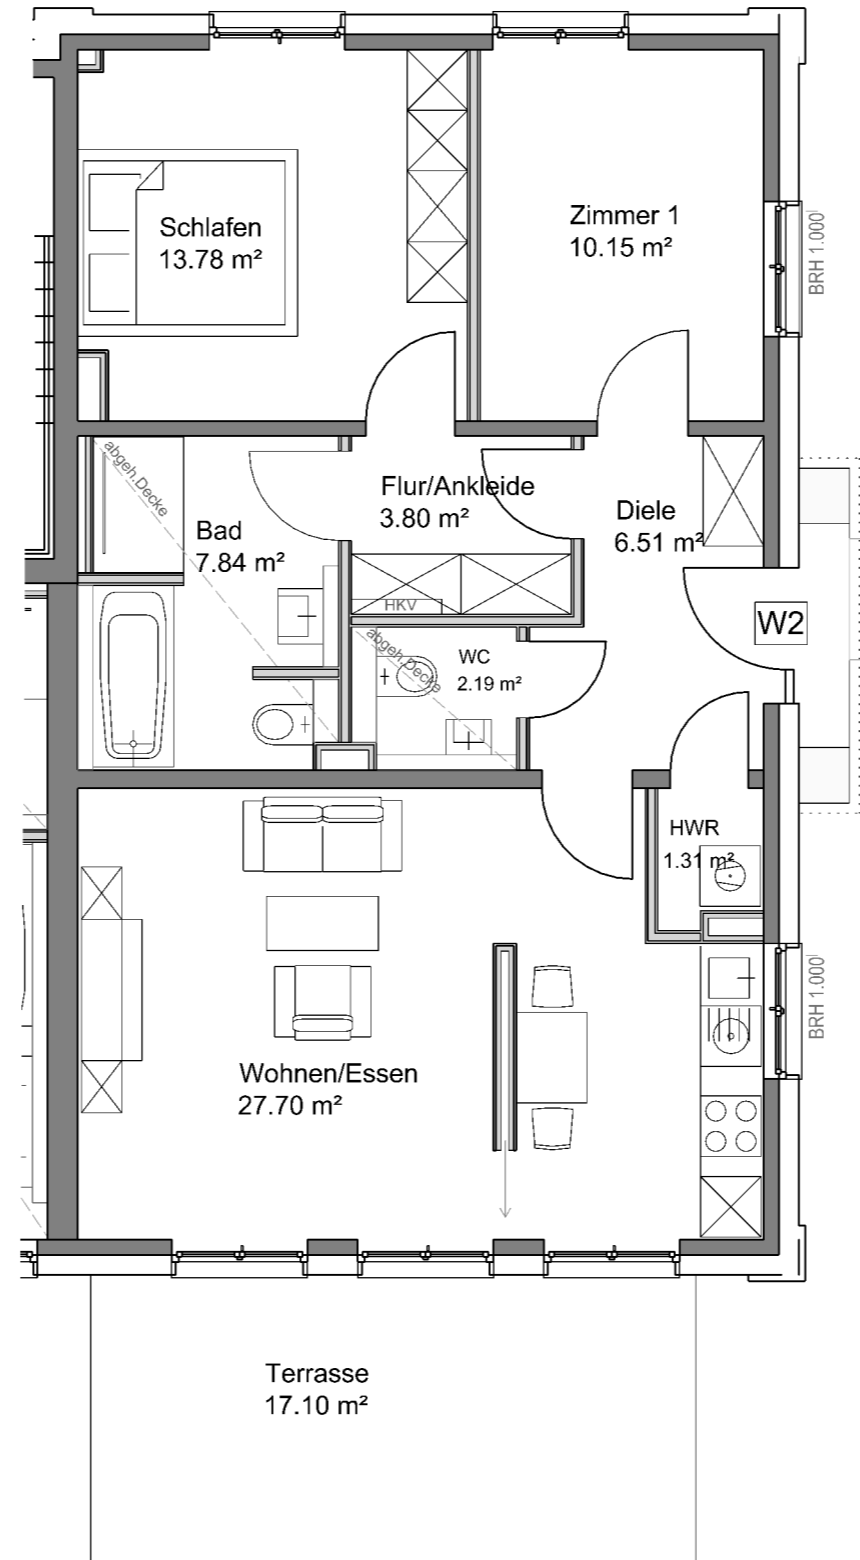 Schlafen
13.78 m²
Zimmer 1
10.15 m²
BRH 1.000
abgeh.Decke
Bad
7.84 m²
Flur/Ankleide
3.80 m²
Diele
6.51 m²
HKV
W2
abgeh.Decke
WC
2.19 m²
HWR
1.31 m²
BRH 1.000
Wohnen/Essen
27.70 m²
Terrasse
17.10 m²